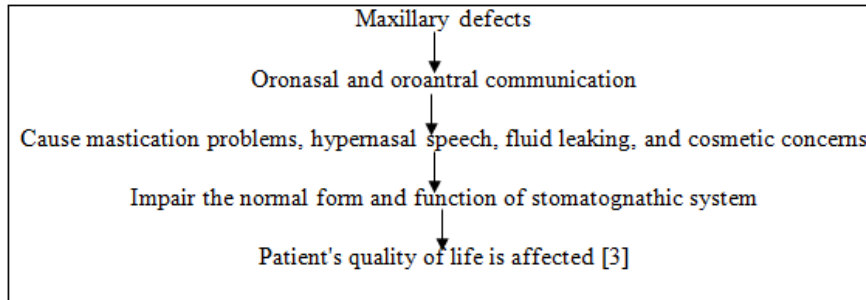 Maxillary defects
Oronasal and oroantral communication
Cause mastication problems, hypernasal speech, fluid leaking, and cosmetic concerns
Impair the normal form and function of stomatognathic system
Patient's quality of life is affected [3]